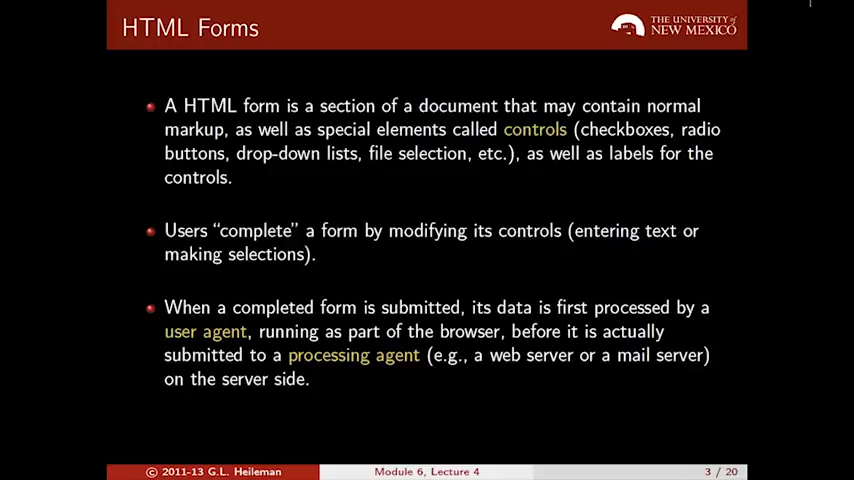 HTML Forms
THE UNIVERSITY of
NEW MEXICO
A HTML form is a section of a document that may contain normal
markup, as well as special elements called controls (checkboxes, radio
buttons, drop-down lists, file selection, etc.), as well as labels for the
controls.
Users “complete” a form by modifying its controls (entering text or
making selections).
When a completed form is submitted, its data is first processed by a
user agent, running as part of the browser, before it is actually
submitted to a processing agent (e.g., a web server or a mail server)
on the server side.
© 2011-13 G.L. Heileman
Module 6, Lecture 4
3 / 20